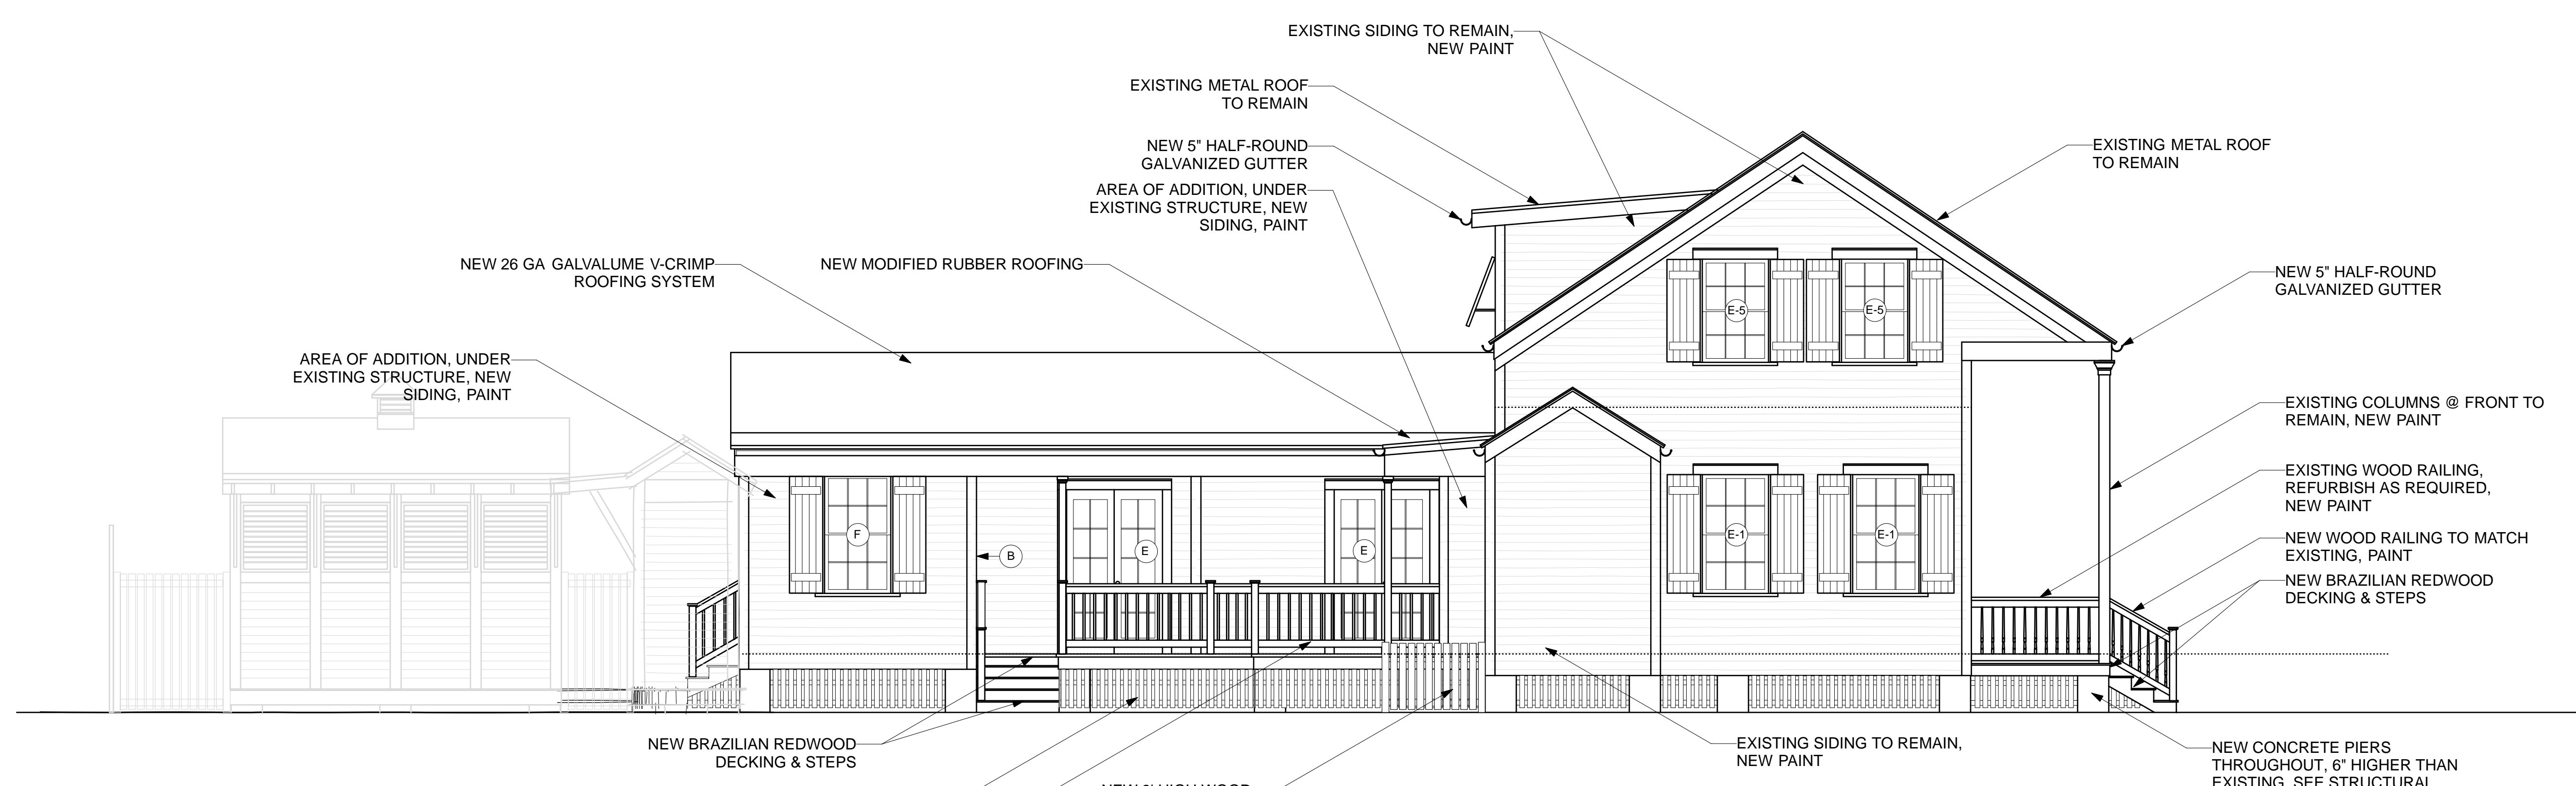 EXISTING SIDING TO REMAIN,
NEW PAINT
EXISTING METAL ROOF
TO REMAIN
NEW 5" HALF-ROUND
GALVANIZED GUTTER
AREA OF ADDITION, UNDER
EXISTING STRUCTURE, NEW
SIDING, PAINT
EXISTING METAL ROOF
TO REMAIN
NEW 26 GA GALVALUME V-CRIMP
ROOFING SYSTEM
NEW MODIFIED RUBBER ROOFING
NEW 5" HALF-ROUND
GALVANIZED GUTTER
AREA OF ADDITION, UNDER
EXISTING STRUCTURE, NEW
SIDING, PAINT
E-5
E-5
EXISTING COLUMNS @ FRONT TO
REMAIN, NEW PAINT
EXISTING WOOD RAILING,
REFURBISH AS REQUIRED,
NEW PAINT
F
B
E
E
E-1
E-1
NEW WOOD RAILING TO MATCH
EXISTING, PAINT
NEW BRAZILIAN REDWOOD
DECKING & STEPS
NEW BRAZILIAN REDWOOD
DECKING & STEPS
EXISTING SIDING TO REMAIN,
NEW PAINT
NEW CONCRETE PIERS
THROUGHOUT, 6" HIGHER THAN
EXISTING, SEE STRUCTURAL